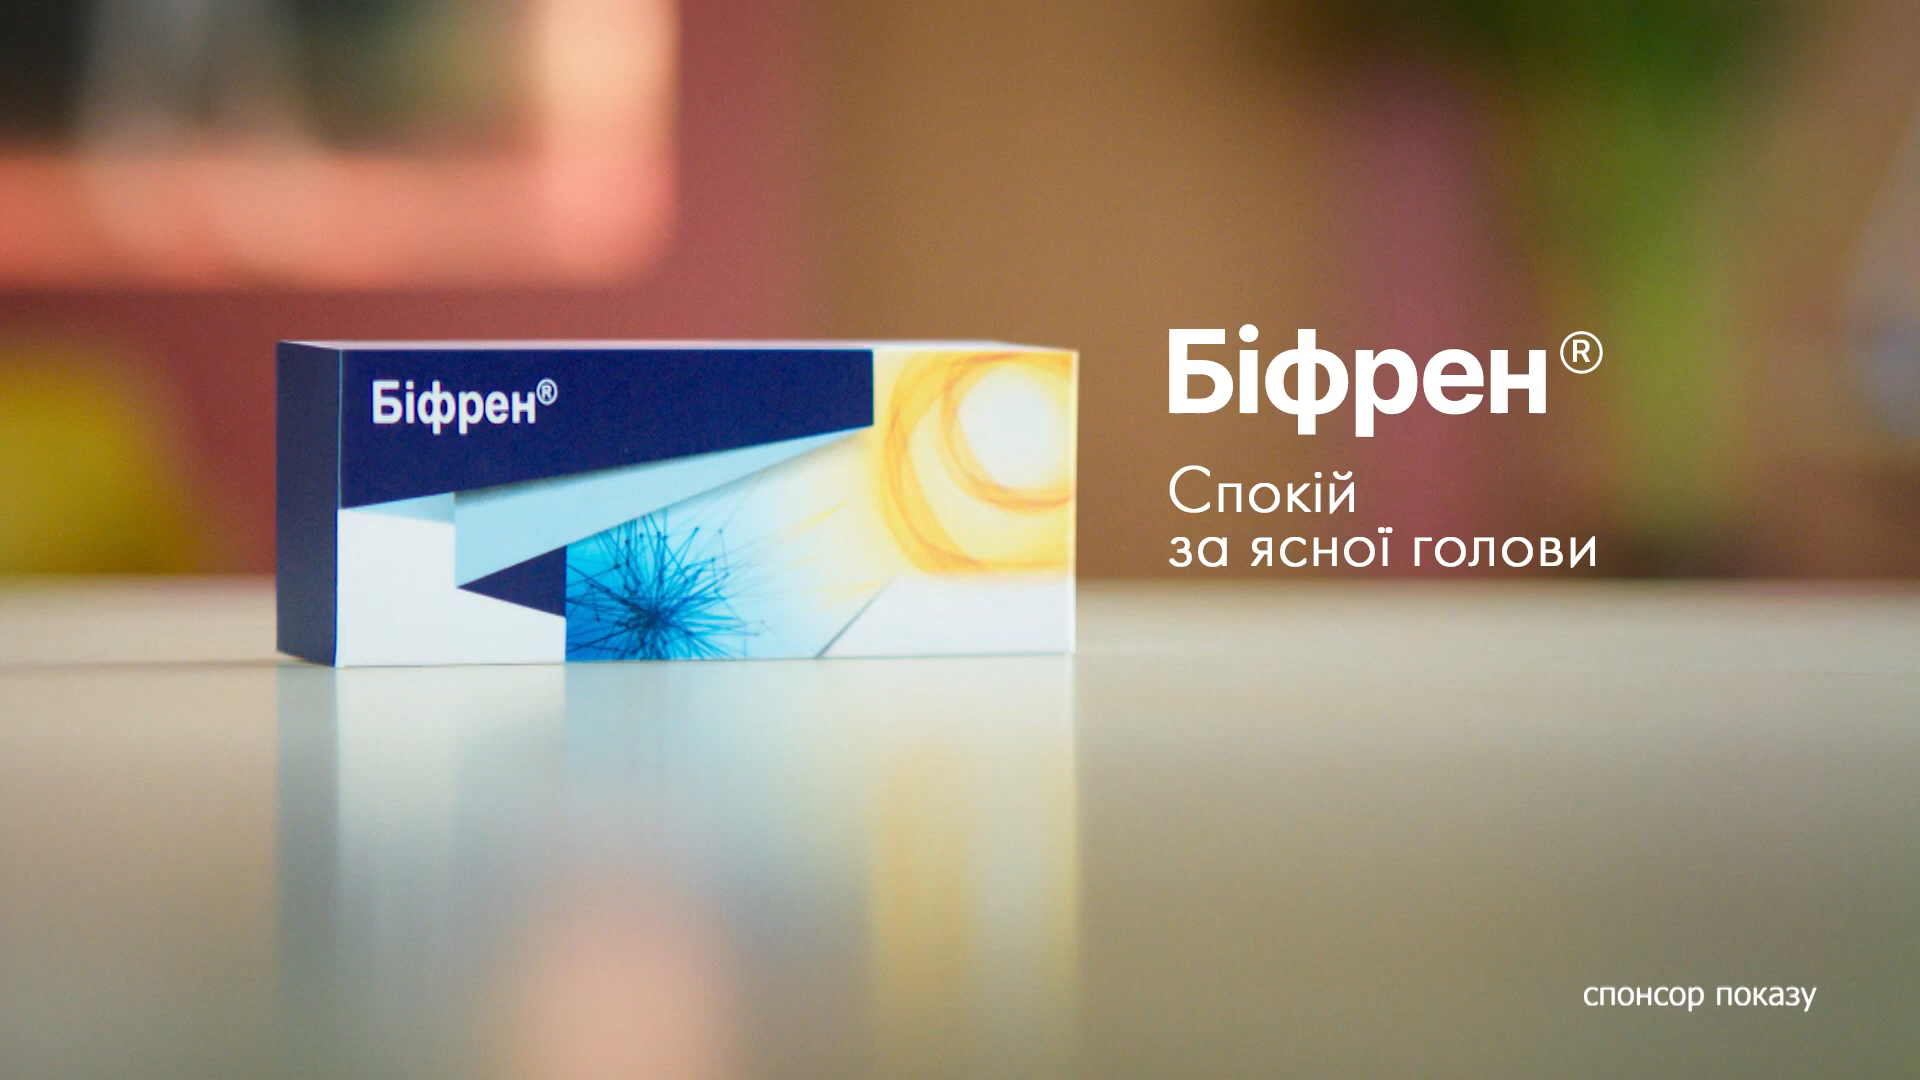 Біфрен®
Біфрен®
Спокій
за ясної голови
спонсор показу